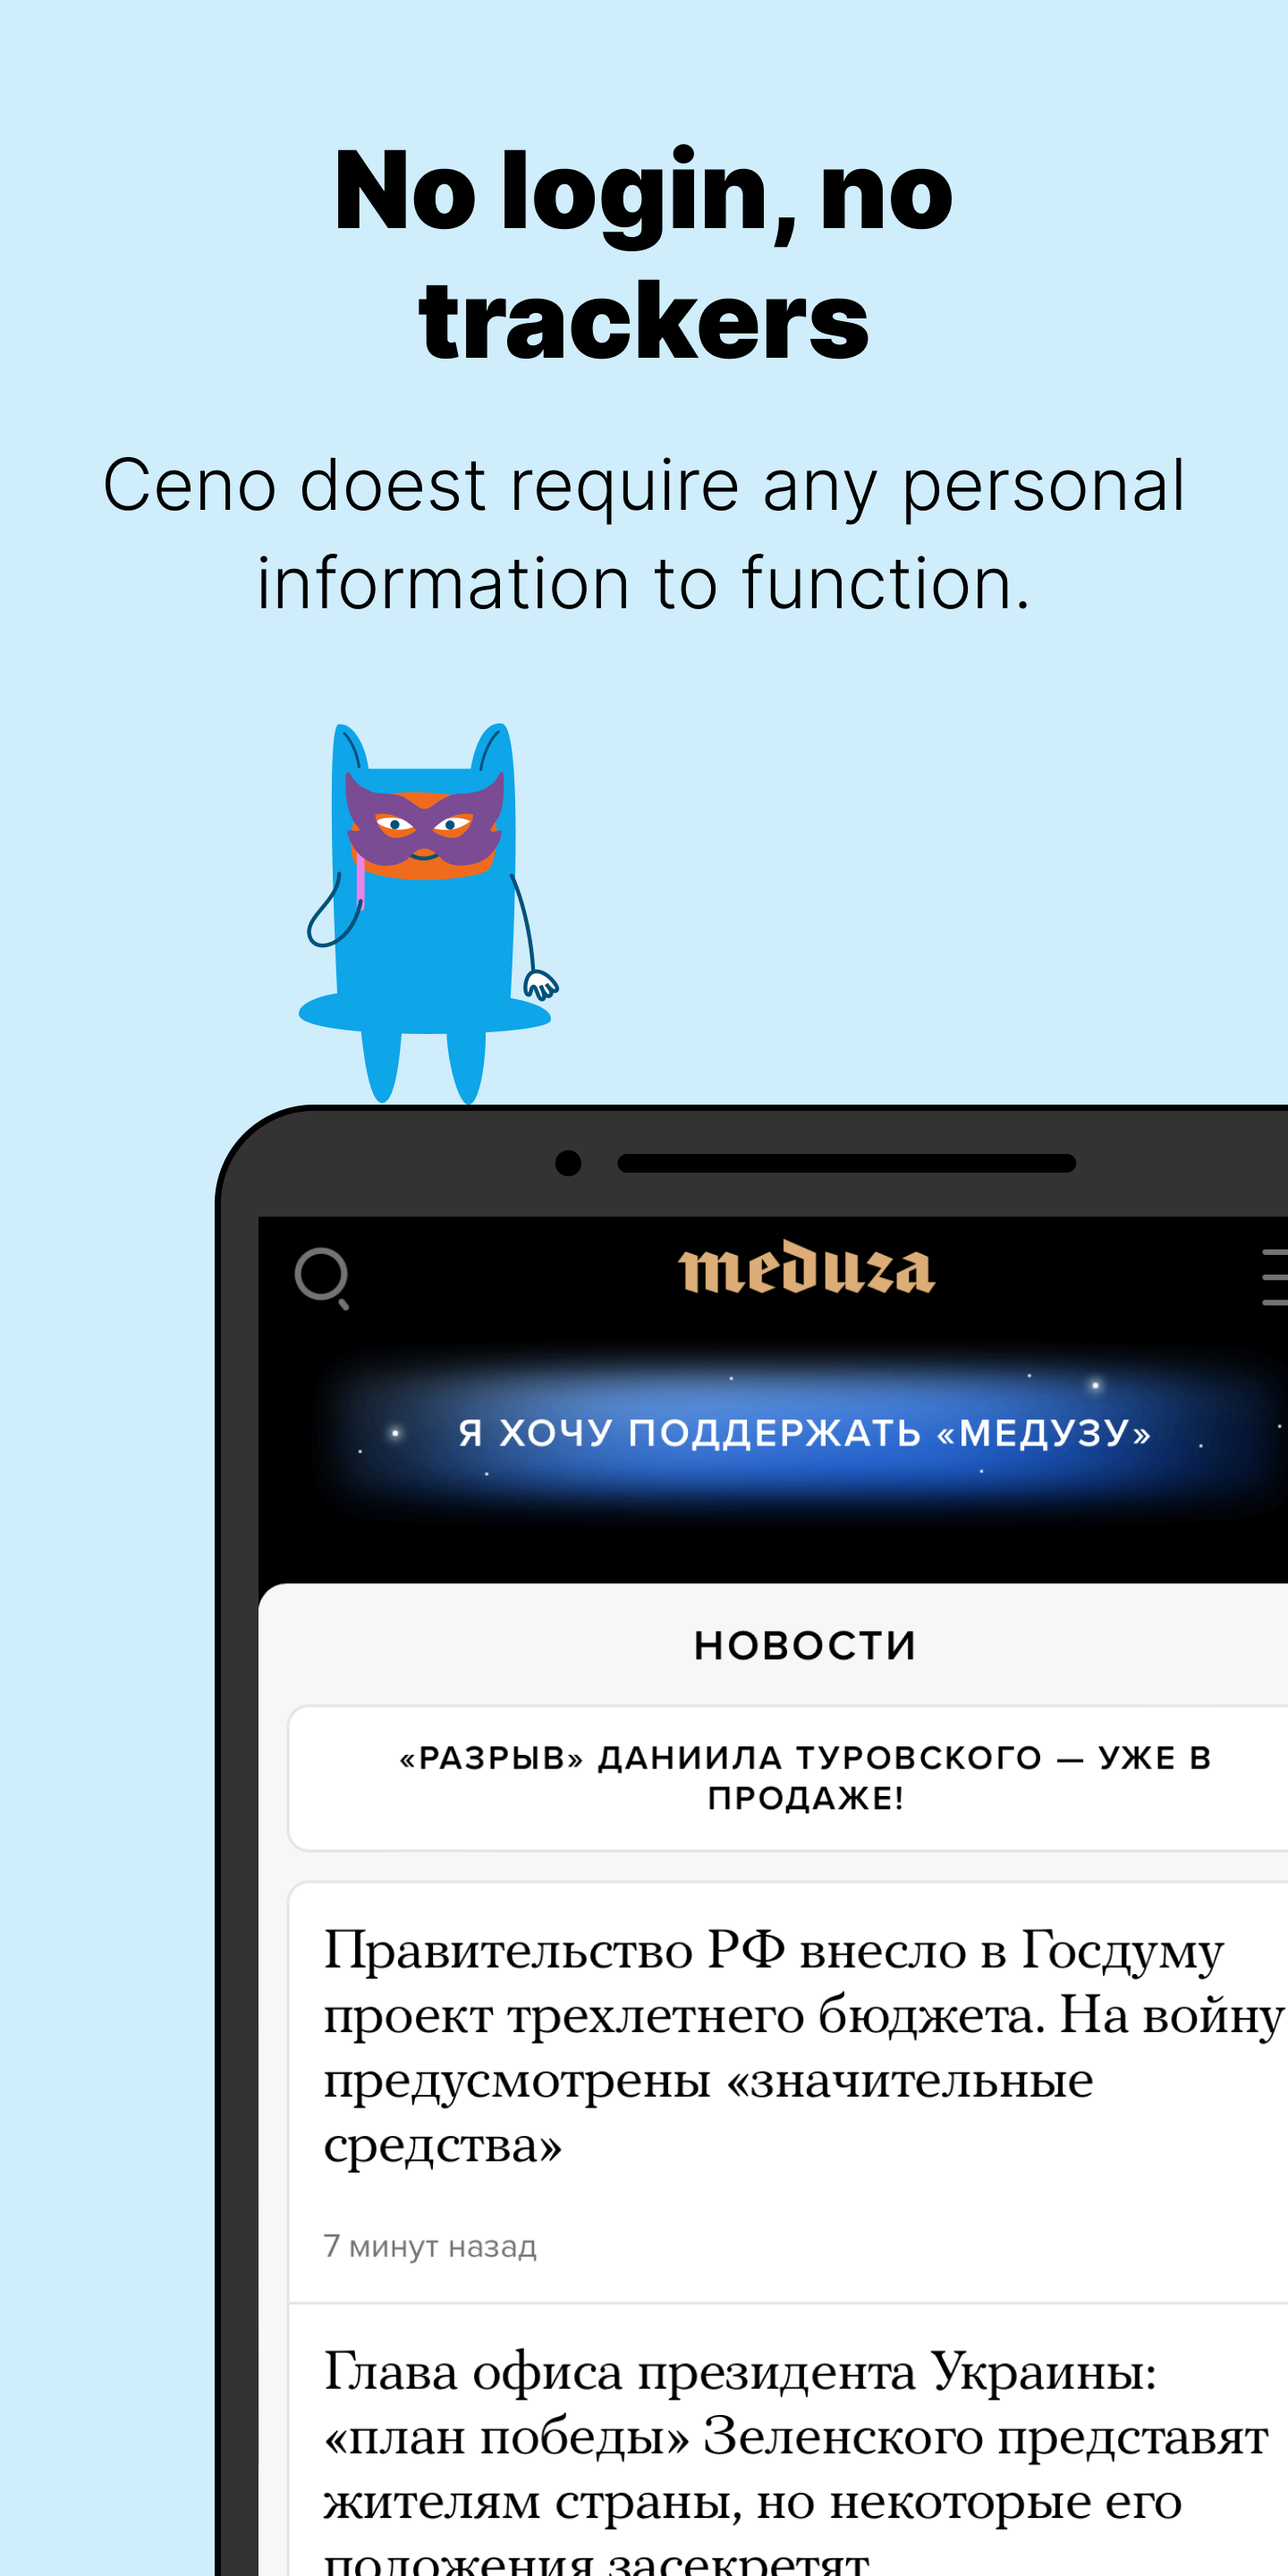 No login, no
trackers
Ceno doest require any personal
information to function.
meduza
Я ХОЧУ ПОДДЕРЖАТЬ «МЕДУЗУ»
НОВОСТИ
«РАЗРЫВ» ДАНИИЛА ТУРОВСКОГО — УЖЕ В
ПРОДАЖЕ!
Правительство РФ внесло в Госдуму
проект трехлетнего бюджета. На войну
предусмотрены «значительные
средства»
7 минут назад
Глава офиса президента Украины:
«план победы» Зеленского представят
жителям страны, но некоторые его
положения засекретят